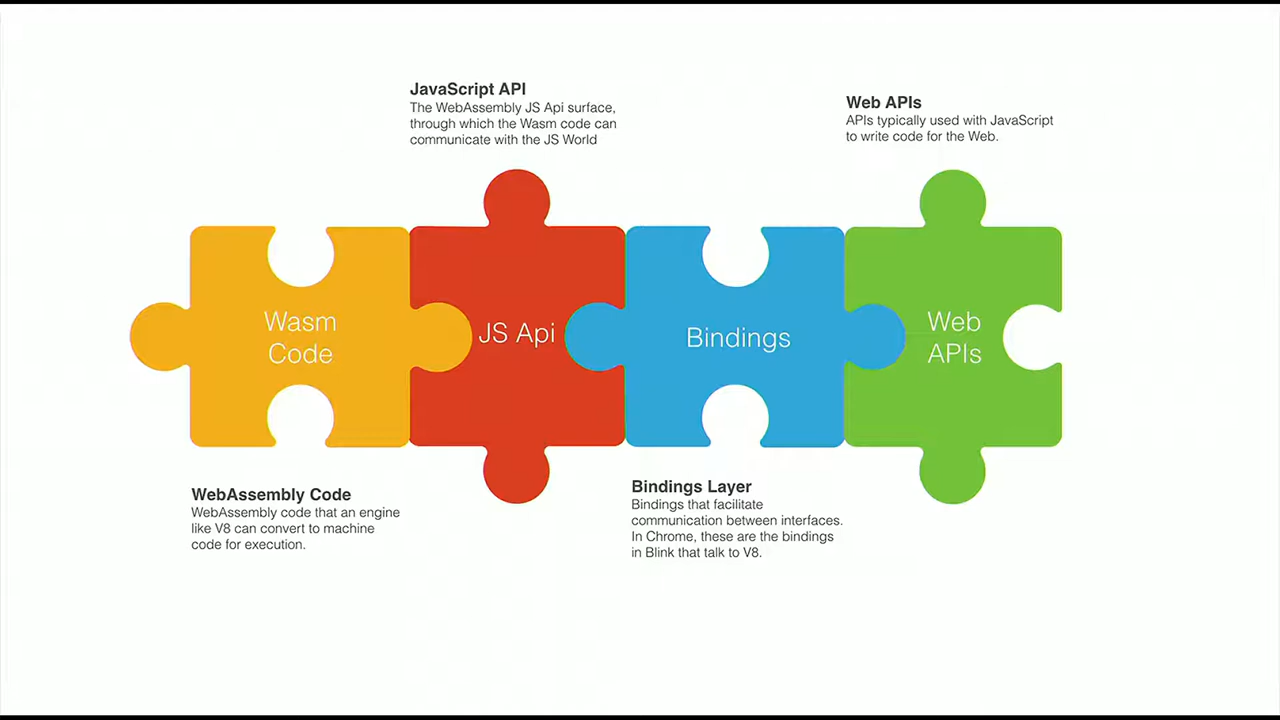 JavaScript API
The WebAssembly JS Api surface,
through which the Wasm code can
communicate with the JS World
Web APIs
APIs typically used with JavaScript
to write code for the Web.
Wasm
Code
JS Api
Bindings
Web
APIs
WebAssembly Code
WebAssembly code that an engine
like V8 can convert to machine
code for execution.
Bindings Layer
Bindings that facilitate
communication between interfaces.
In Chrome, these are the bindings
in Blink that talk to V8.